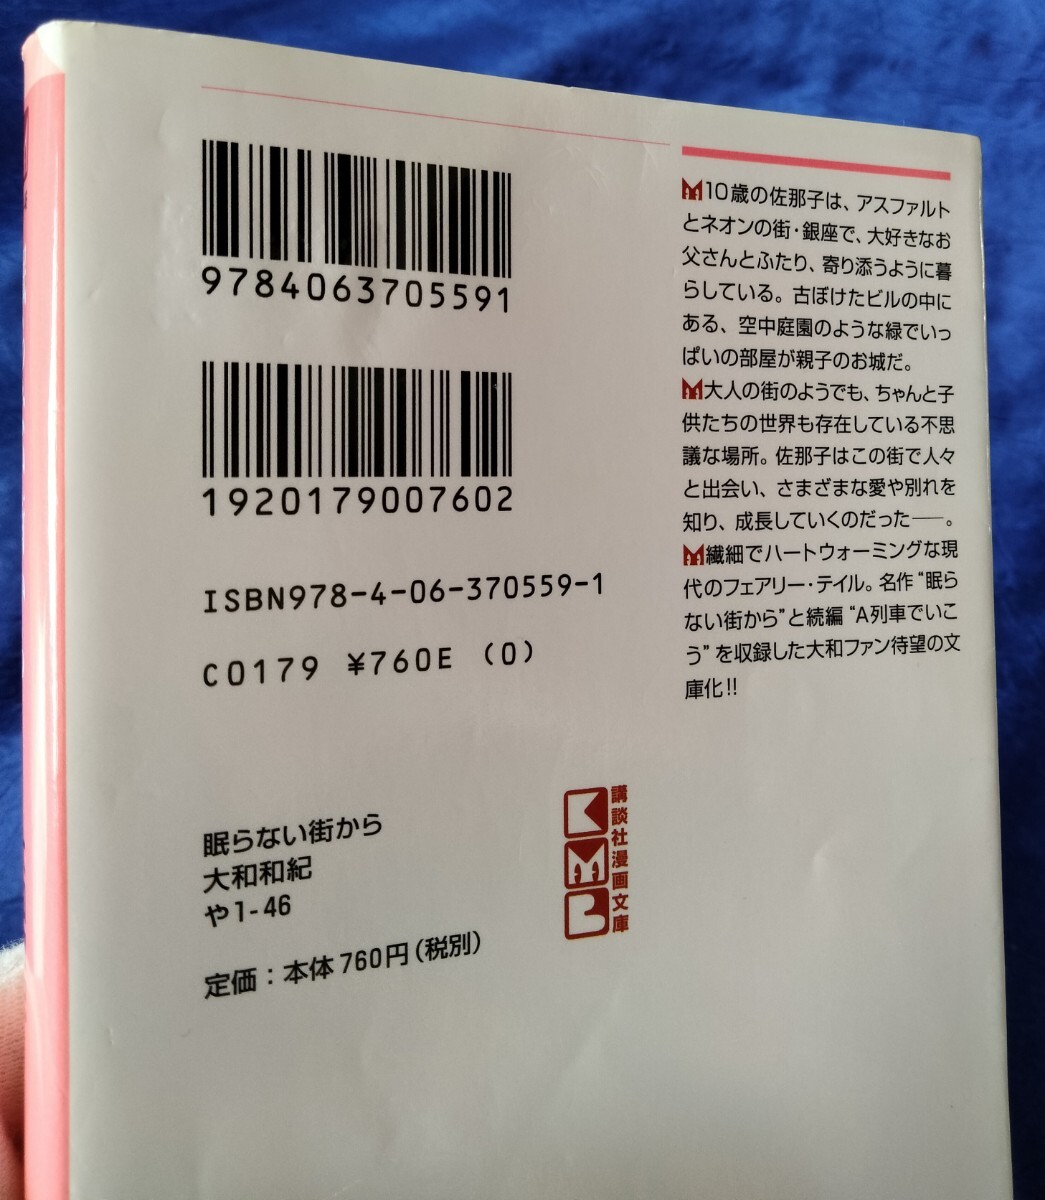 9784063705591
1920179007602
ISBN978-4-06-370559-1
C0179 ¥760E (0)
眠らない街から
大和和紀
や1-46
定価：本体760円(税別)
講談社漫画文庫
10歳の佐那子は、アスファルト
とネオンの街・銀座で、大好きなお
父さんとふたり、寄り添うように暮
らしている。古ぼけたビルの中に
ある、空中庭園のような緑でいっ
ぱいの部屋が親子のお城だ。
大人の街のようでも、ちゃんと子
供たちの世界も存在している不思
議な場所。佐那子はこの街で人々
と出会い、さまざまな愛や別れを
知り、成長していくのだった――。
繊細でハートウォーミングな現
代のフェアリー・テイル。名作“眠ら
ない街から”と続編“A列車でいこ
う”を収録した大和ファン待望の文
庫化!!